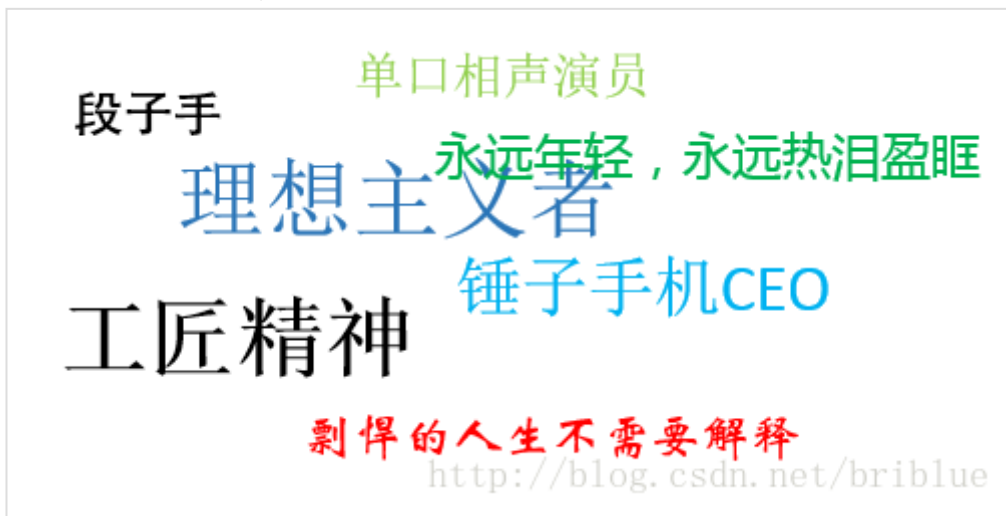 单口相声演员
段子手
永远年轻，永远热泪盈眶
理想主义者
锤子手机CEO
工匠精神
剽悍的人生不需要解释
http://blog.csdn.net/briblue